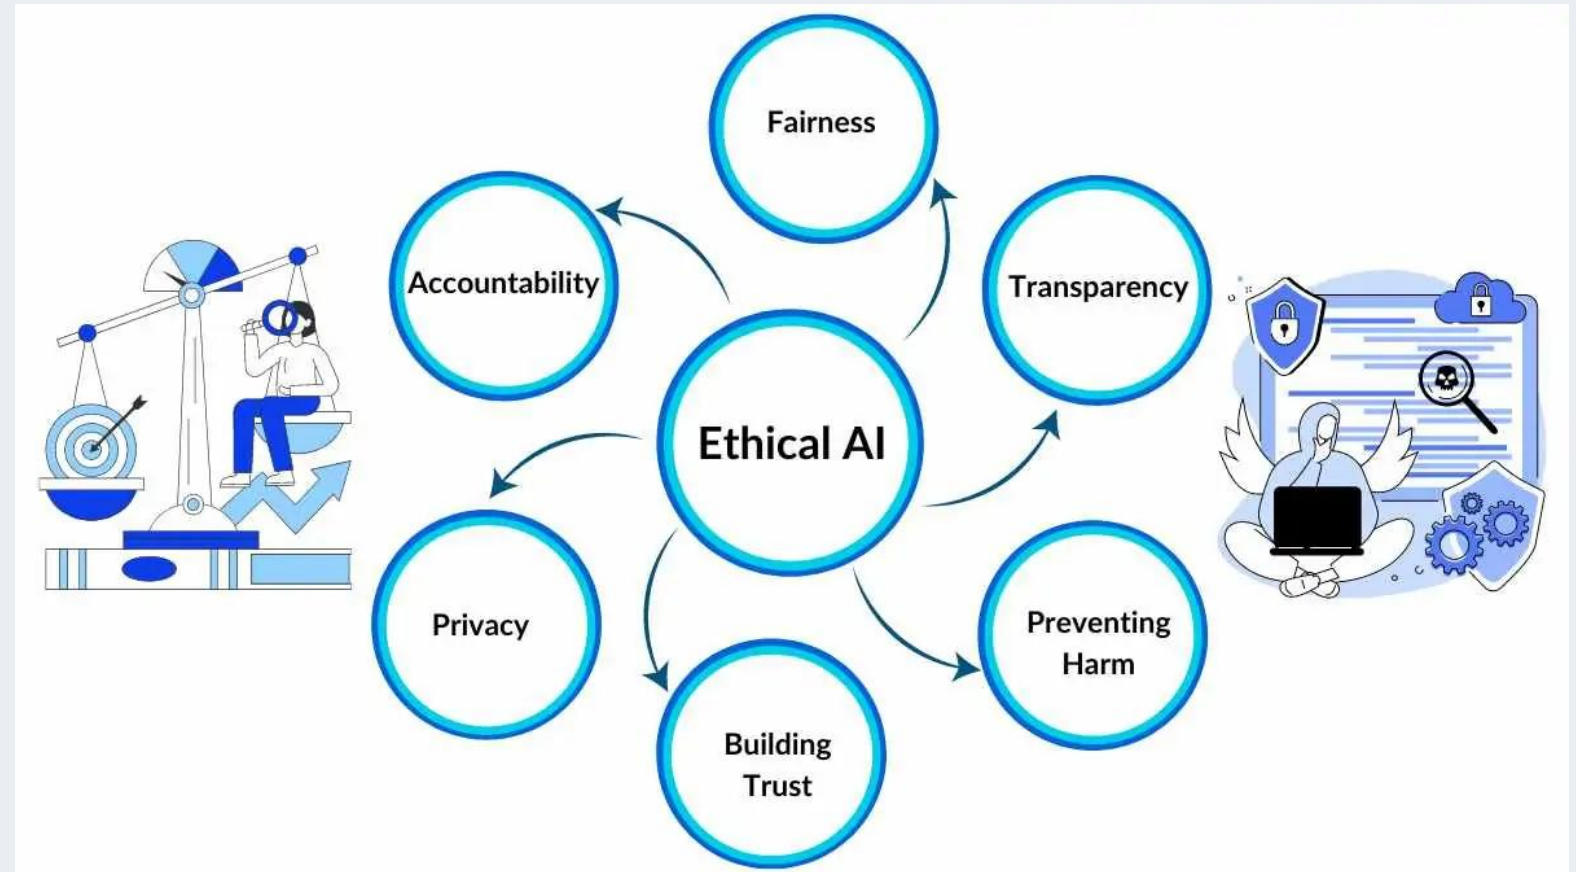 Fairness
Accountability
Transparency
Ethical AI
Privacy
Preventing
Harm
Building
Trust